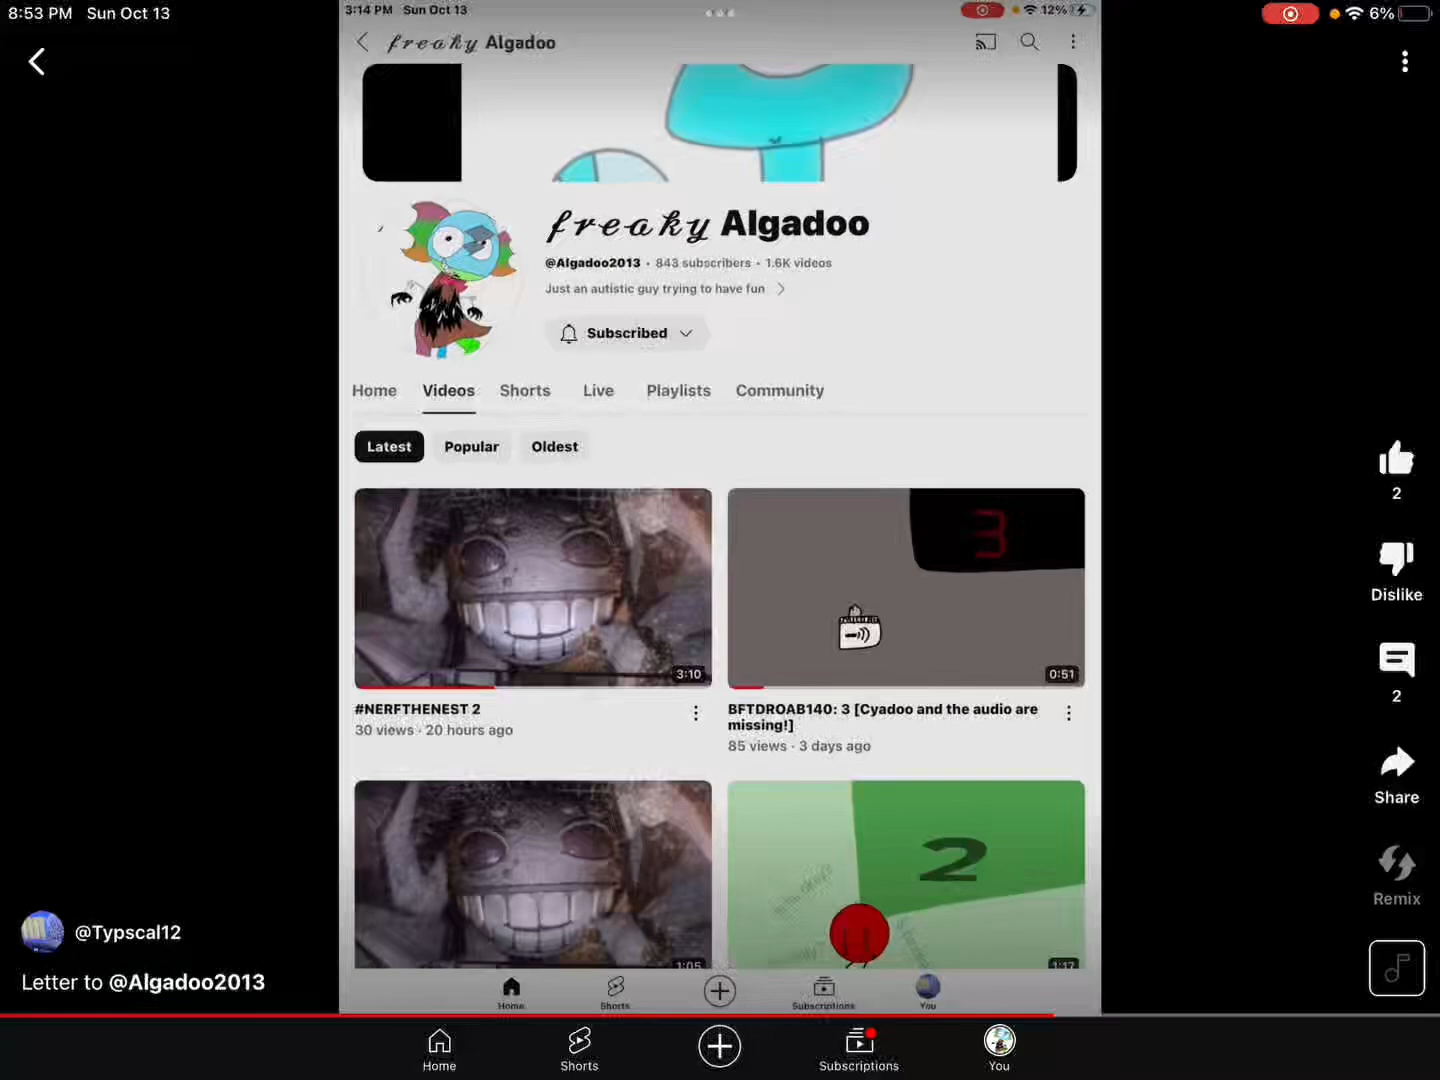 8:53 PM Sun Oct 13
6%
3:14 PM Sun Oct 13
12%
𝓯𝓻𝓮𝓪𝓴𝔂 Algadoo
𝓯𝓻𝓮𝓪𝓴𝔂 Algadoo
@Algadoo2013 · 843 subscribers · 1.6K videos
Just an autistic guy trying to have fun
Subscribed
Home Videos Shorts Live Playlists Community
Latest Popular Oldest
3
3:10
0:51
#NERFTHENEST 2
30 views · 20 hours ago
BFTDROAB140: 3 [Cyadoo and the audio are
missing!]
85 views · 3 days ago
2
1:05
1:17
Home Shorts Subscriptions You
2
Dislike
2
Share
Remix
@Typscal12
Letter to @Algadoo2013
Home Shorts Subscriptions You